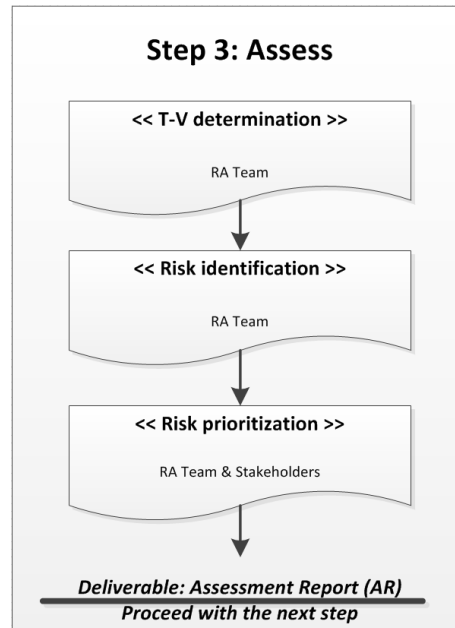 Step 3: Assess
<< T-V determination >>
RA Team
<< Risk identification >>
RA Team
<< Risk prioritization >>
RA Team & Stakeholders
Deliverable: Assessment Report (AR)
Proceed with the next step